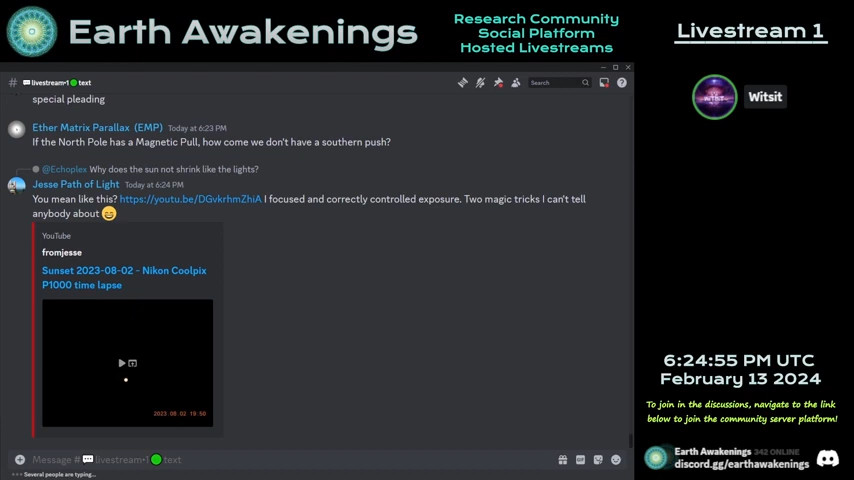 Earth Awakenings
Research Community
Social Platform
Hosted Livestreams
Livestream 1
# livestream•1 text
Search
special pleading
Ether Matrix Parallax (EMP) Today at 6:23 PM
If the North Pole has a Magnetic Pull, how come we don't have a southern push?
@Echoplex Why does the sun not shrink like the lights?
Jesse Path of Light Today at 6:24 PM
You mean like this? https://youtu.be/DGvkrhmZhiA I focused and correctly controlled exposure. Two magic tricks I can't tell
anybody about
YouTube
fromjesse
Sunset 2023-08-02 - Nikon Coolpix
P1000 time lapse
2023 08.02 19:50
Message # livestream•1 text
GIF
Several people are typing...
WITSIT
Witsit
6:24:55 PM UTC
February 13 2024
To join in the discussions, navigate to the link
below to join the community server platform!
Earth Awakenings 342 ONLINE
discord.gg/earthawakenings